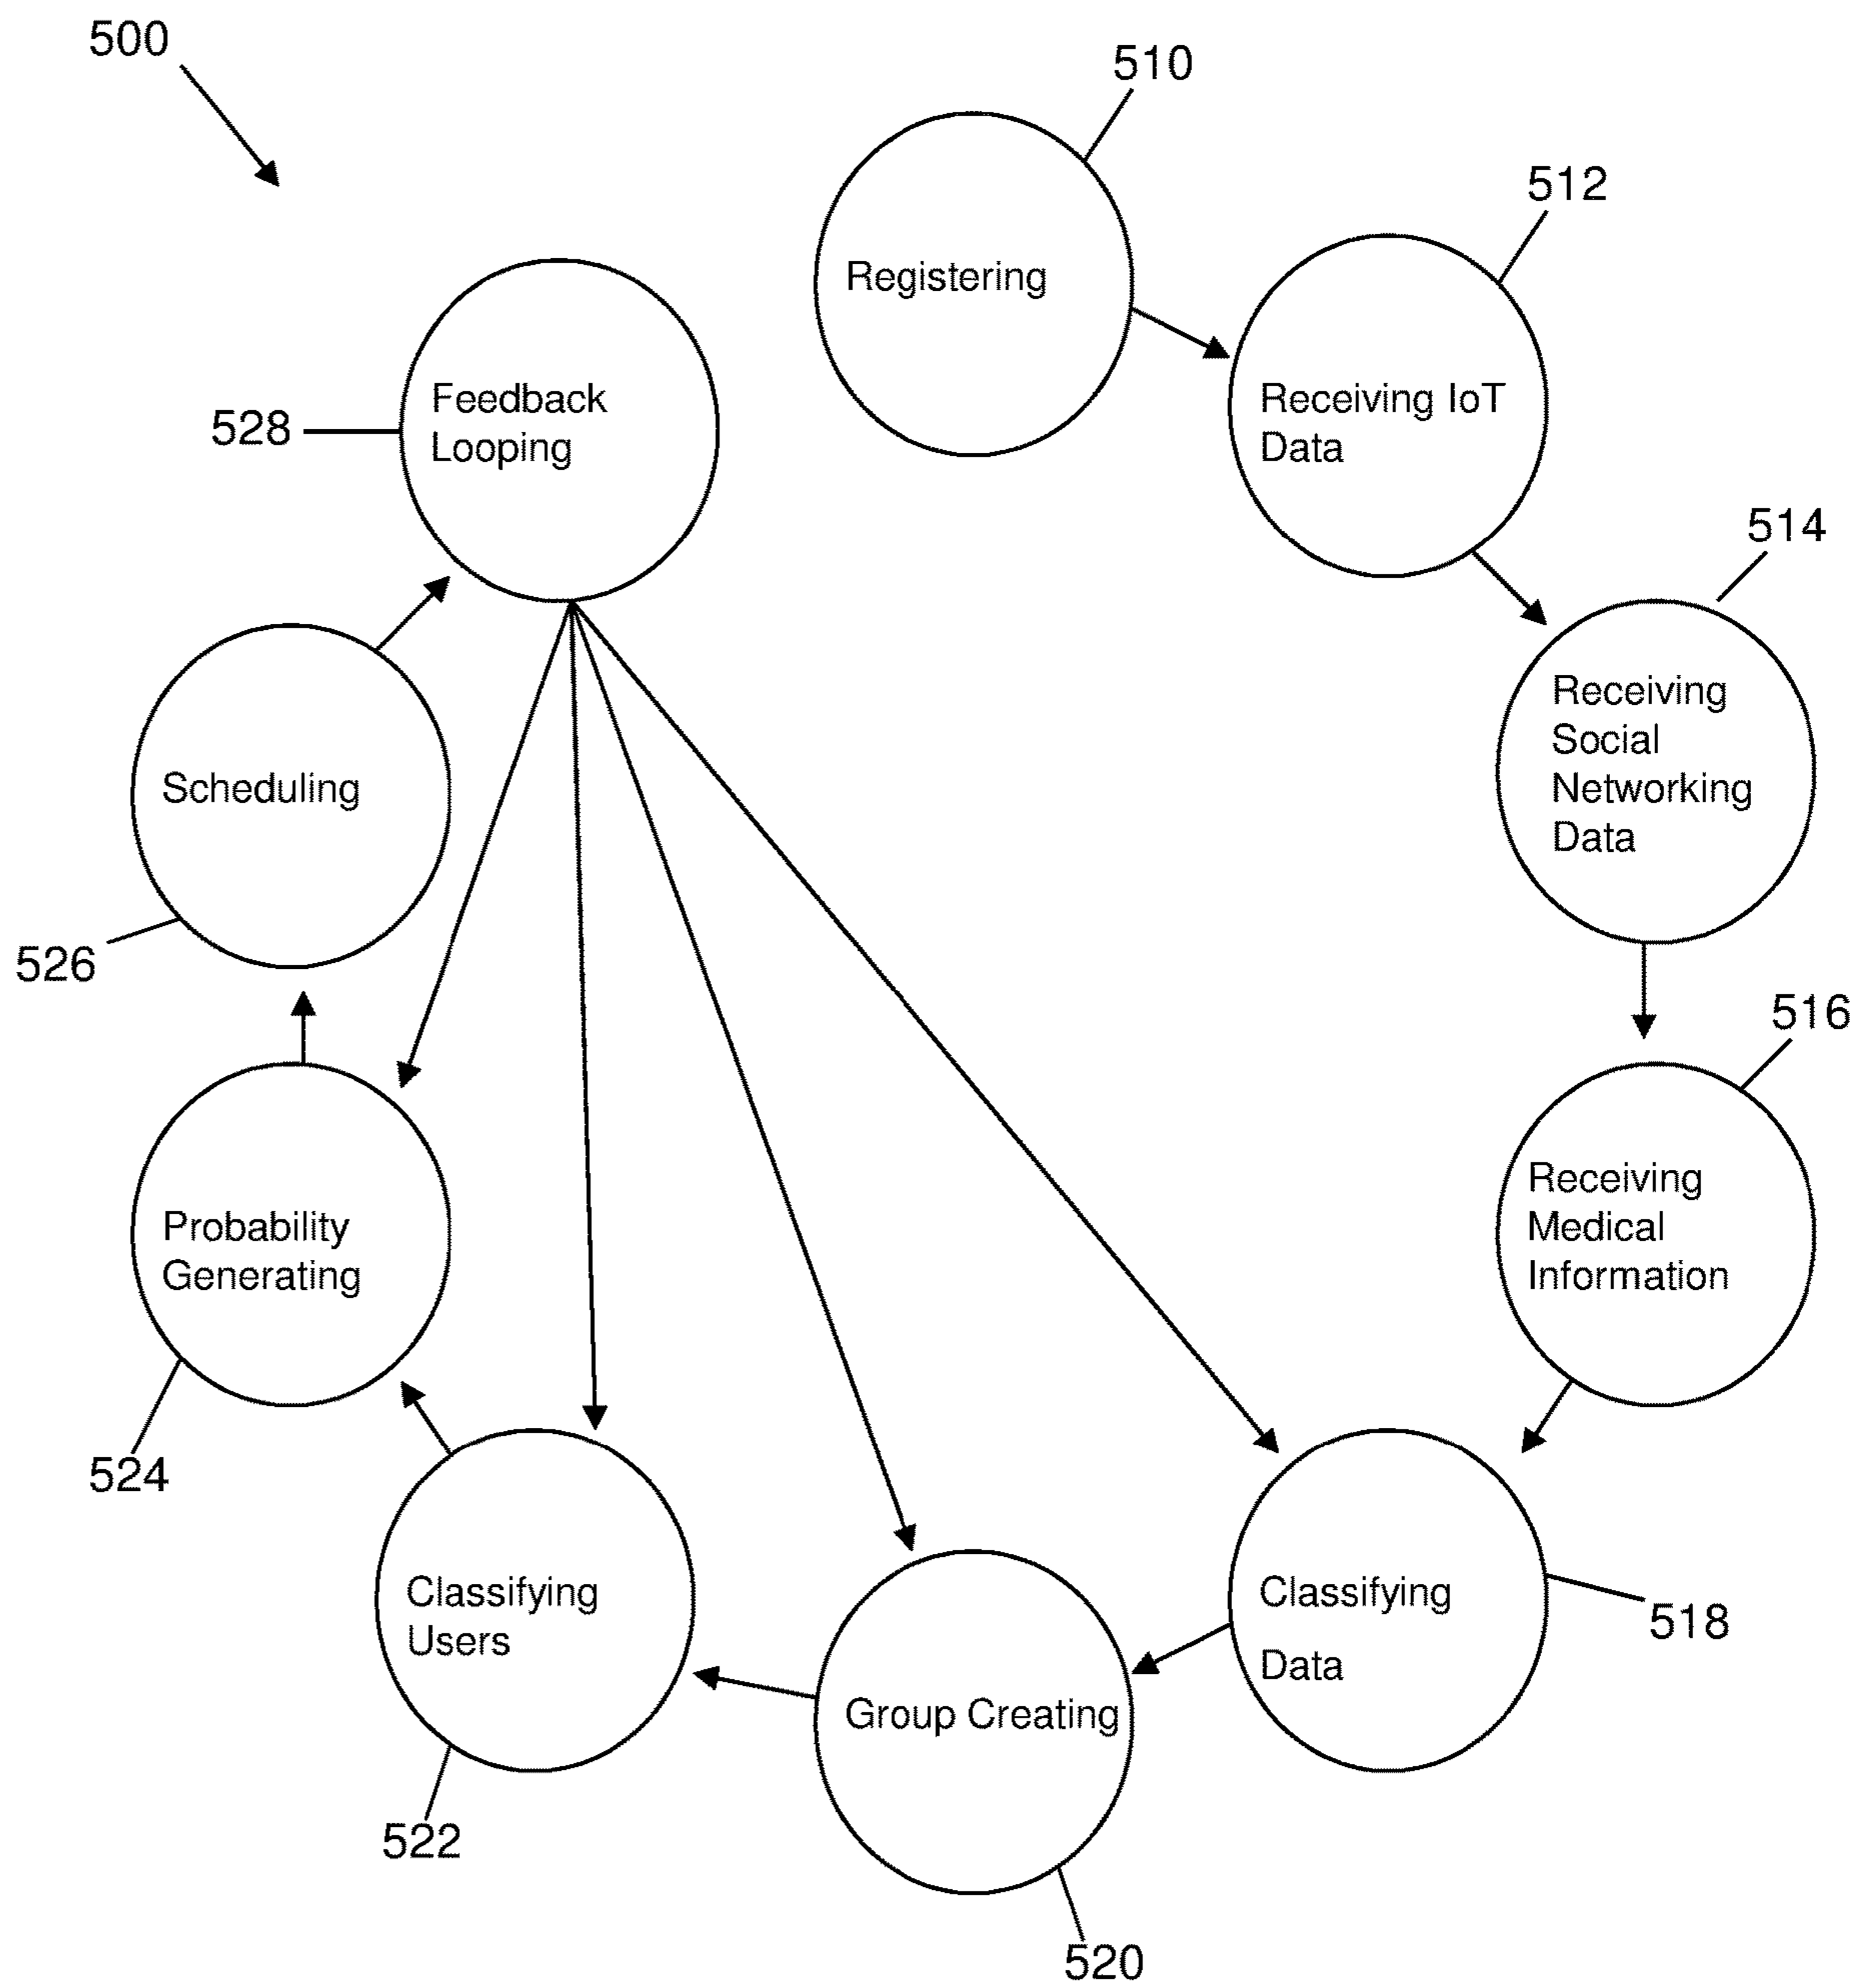 500
510
Registering
512
Receiving IoT
Data
514
Receiving
Social
Networking
Data
516
Receiving
Medical
Information
518
Classifying
Data
520
Group Creating
522
Classifying
Users
524
Probability
Generating
526
Scheduling
528
Feedback
Looping